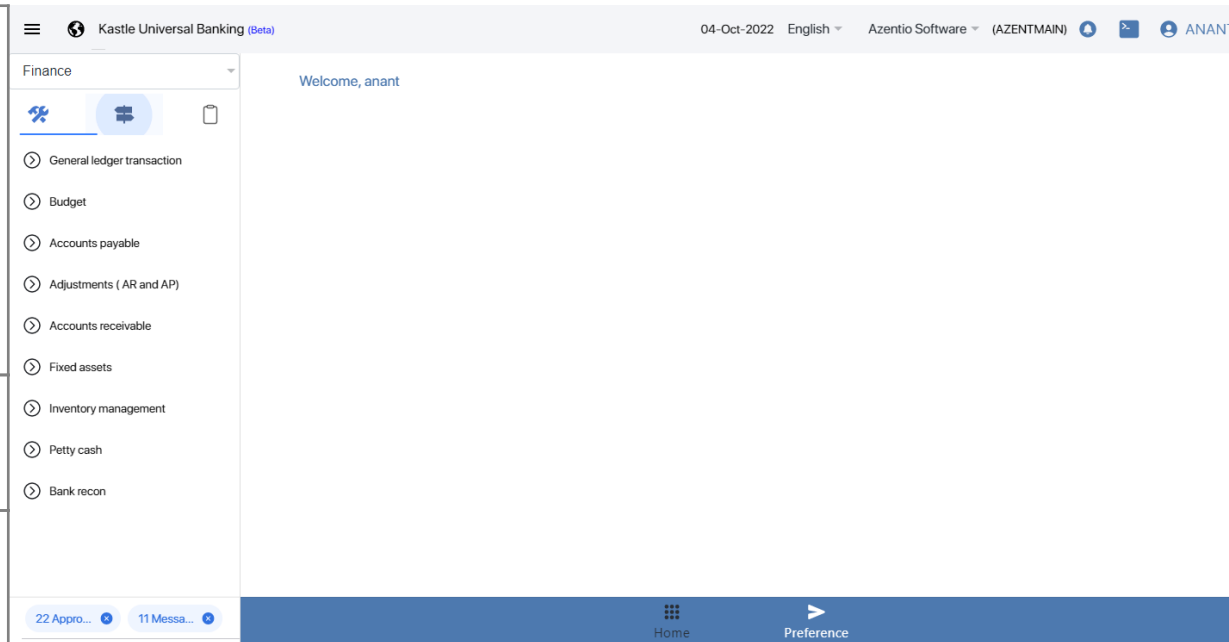 Kastle Universal Banking (Beta)
04-Oct-2022 English Azentio Software (AZENTMAIN) ANANT
Finance
Welcome, anant
General ledger transaction
Budget
Accounts payable
Adjustments ( AR and AP)
Accounts receivable
Fixed assets
Inventory management
Petty cash
Bank recon
22 Appro... 11 Messa...
Home Preference